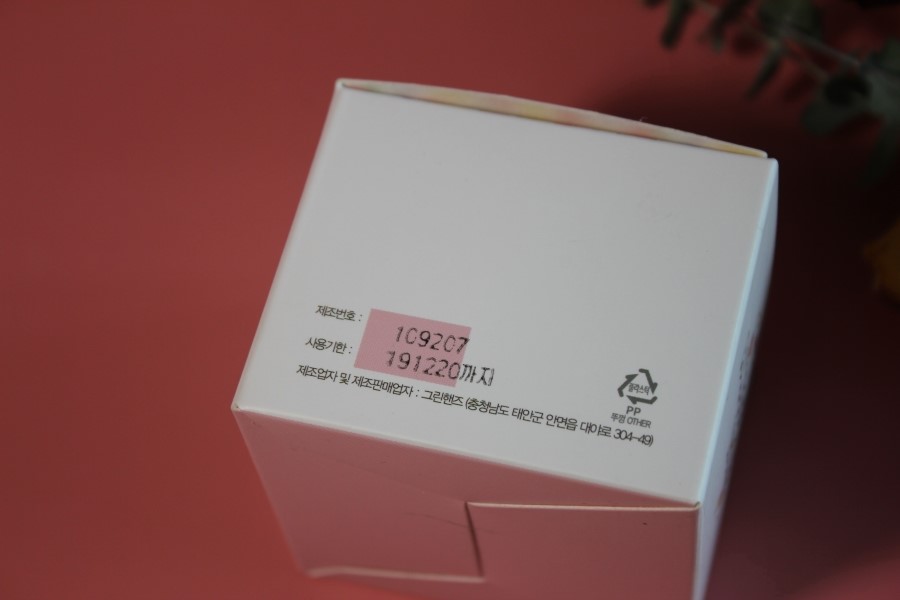 제조번호 : 109207
사용기한 : 191220까지
제조업자 및 제조판매업자 : 그린핸즈 (충청남도 태안군 안면읍 대야로 304-49)
플라스틱
PP
뚜껑 OTHER